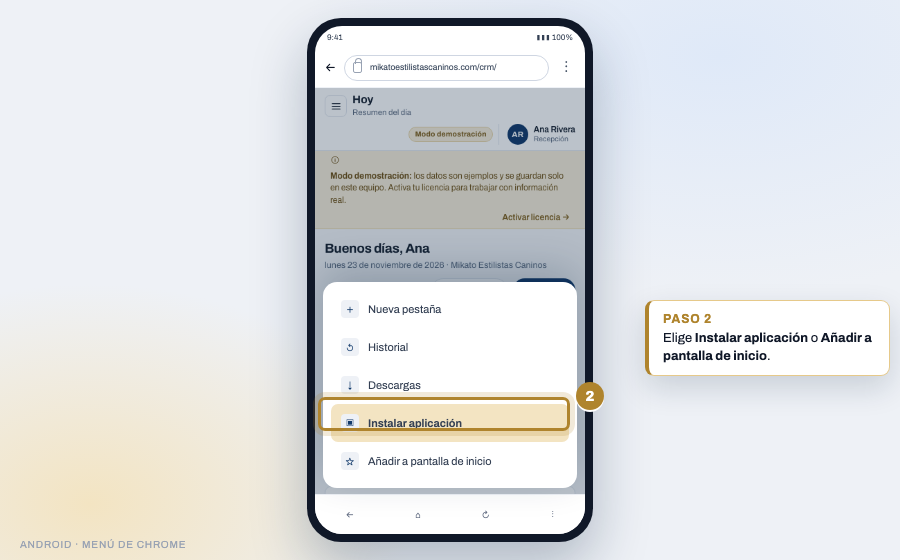 9:41
100%
mikatoestilistascaninos.com/crm/
Hoy
Resumen del día
Modo demostración
AR
Ana Rivera
Recepción
Modo demostración: los datos son ejemplos y se guardan solo
en este equipo. Activa tu licencia para trabajar con información
real.
Activar licencia →
Buenos días, Ana
lunes 23 de noviembre de 2026 · Mikato Estilistas Caninos
Nueva pestaña
Historial
Descargas
Instalar aplicación
Añadir a pantalla de inicio
2
PASO 2
Elige Instalar aplicación o Añadir a
pantalla de inicio.
ANDROID · MENÚ DE CHROME